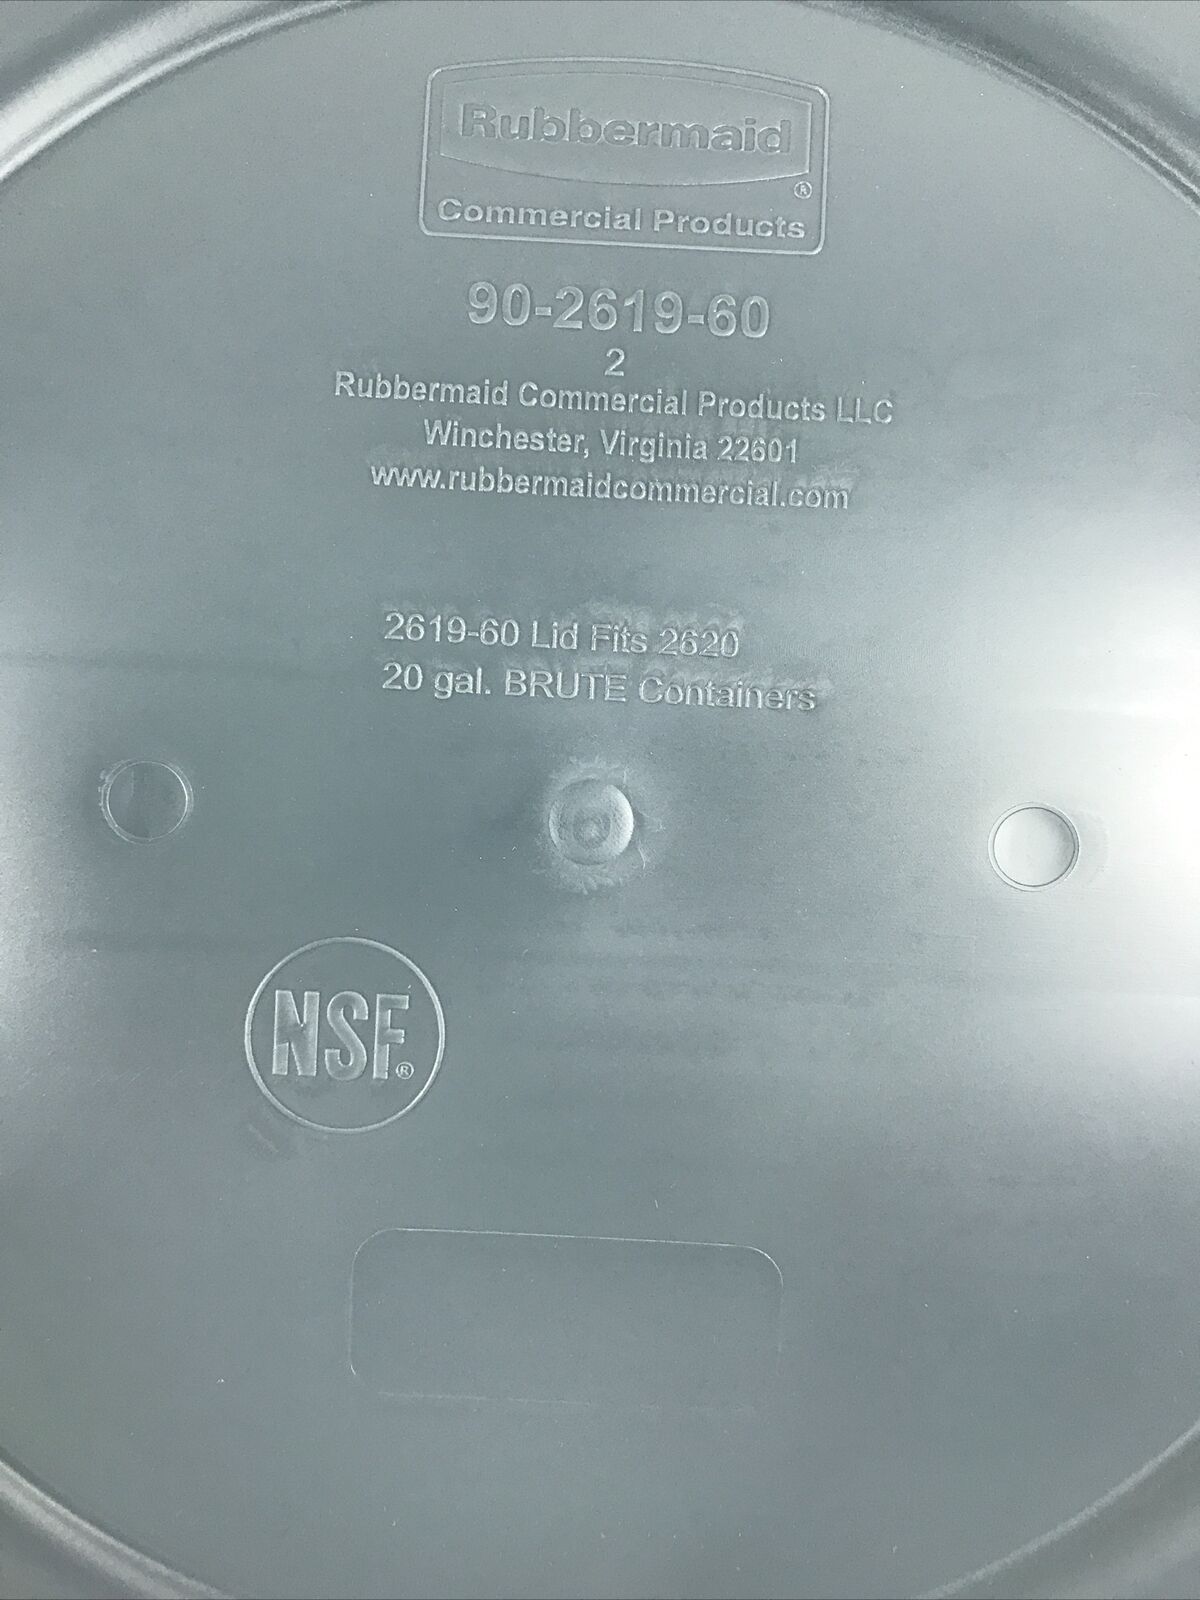 Rubbermaid
®
Commercial Products
90-2619-60
2
Rubbermaid Commercial Products LLC
Winchester, Virginia 22601
www.rubbermaidcommercial.com
2619-60 Lid Fits 2620
20 gal. BRUTE Containers
NSF®